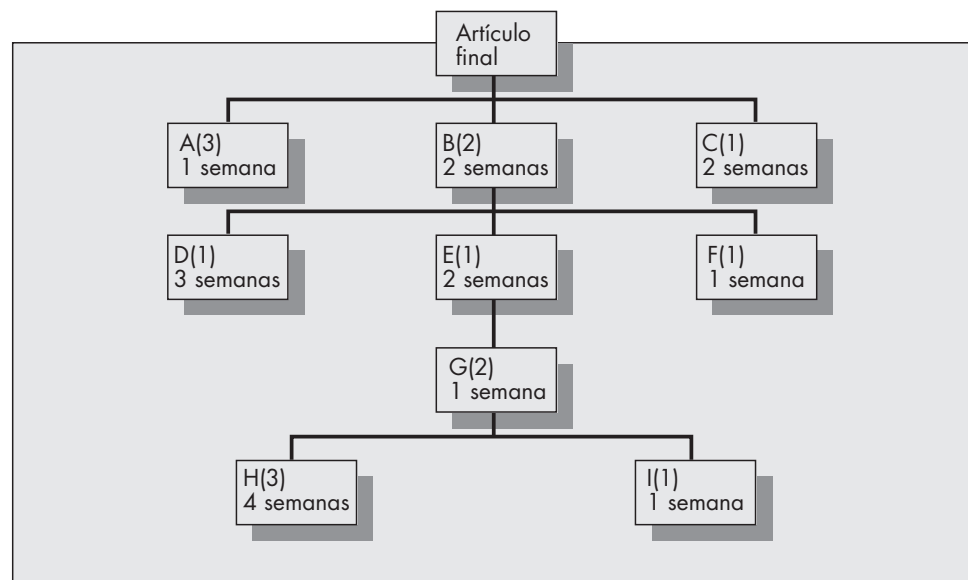 Artículo
final
A(3)
1 semana
B(2)
2 semanas
C(1)
2 semanas
D(1)
3 semanas
E(1)
2 semanas
F(1)
1 semana
G(2)
1 semana
H(3)
4 semanas
I(1)
1 semana